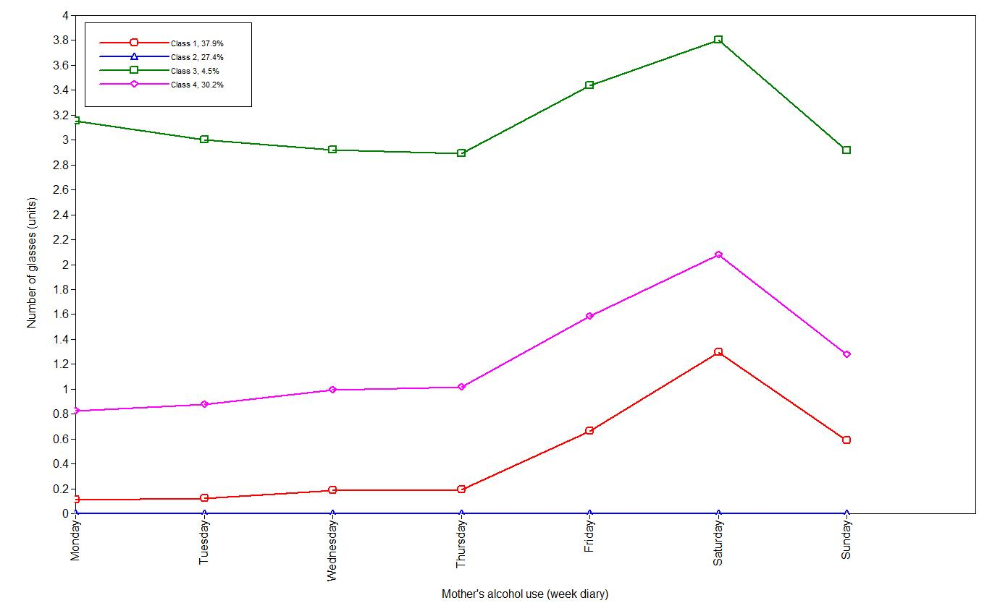 4
3.8
3.6
3.4
3.2
3
2.8
2.6
2.4
2.2
2
1.8
1.6
1.4
1.2
1
0.8
0.6
0.4
0.2
0
Class 1, 37.9%
Class 2, 27.4%
Class 3, 4.5%
Class 4, 30.2%
Number of glasses (units)
Monday
Tuesday
Wednesday
Thursday
Friday
Saturday
Sunday
Mother's alcohol use (week diary)